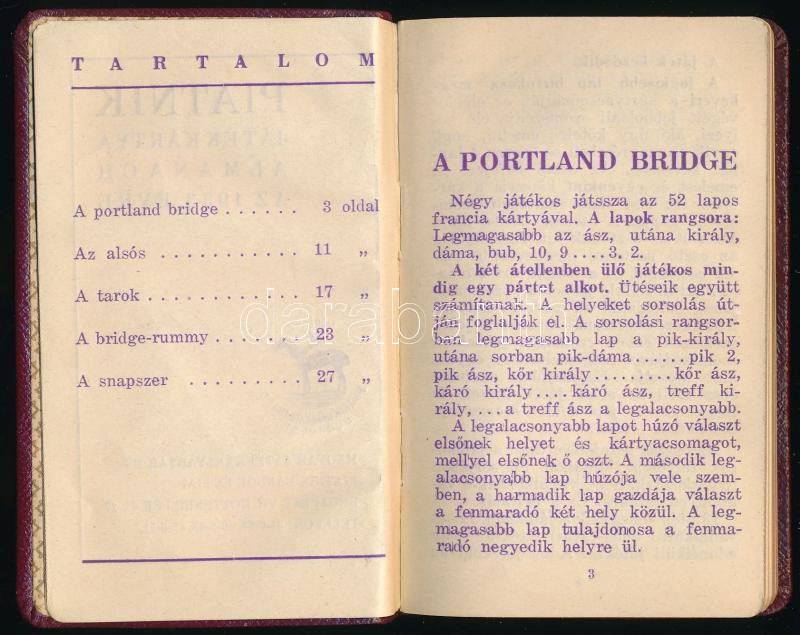 TARTALOM
A portland bridge ...... 3 oldal
Az alsós .......... 11 „
A tarok ........... 17 „
A bridge-rummy ....... 23 „
A snapszer .......... 27 „
A PORTLAND BRIDGE
Négy játékos játssza az 52 lapos
francia kártyával. A lapok rangsora:
Legmagasabb az ász, utána király,
dáma, bub, 10, 9....3, 2.
A két átellenben ülő játékos min-
dig egy pártet alkot. Ütéseik együtt
számítanak. A helyeket sorsolás út-
ján foglalják el. A sorsolási rangsor-
ban legmagasabb lap a pik-király,
utána sorban pik-dáma......pik 2,
pik ász, kőr király.........kőr ász,
káró király....káró ász, treff ki-
rály,...a treff ász a legalacsonyabb.
A legalacsonyabb lapot húzó választ
elsőnek helyet és kártyacsomagot,
mellyel elsőnek ő oszt. A második leg-
alacsonyabb lap húzója vele szem-
ben, a harmadik lap gazdája választ
a fenmaradó két hely közül. A leg-
magasabb lap tulajdonosa a fenma-
radó negyedik helyre ül.
3
darabanth